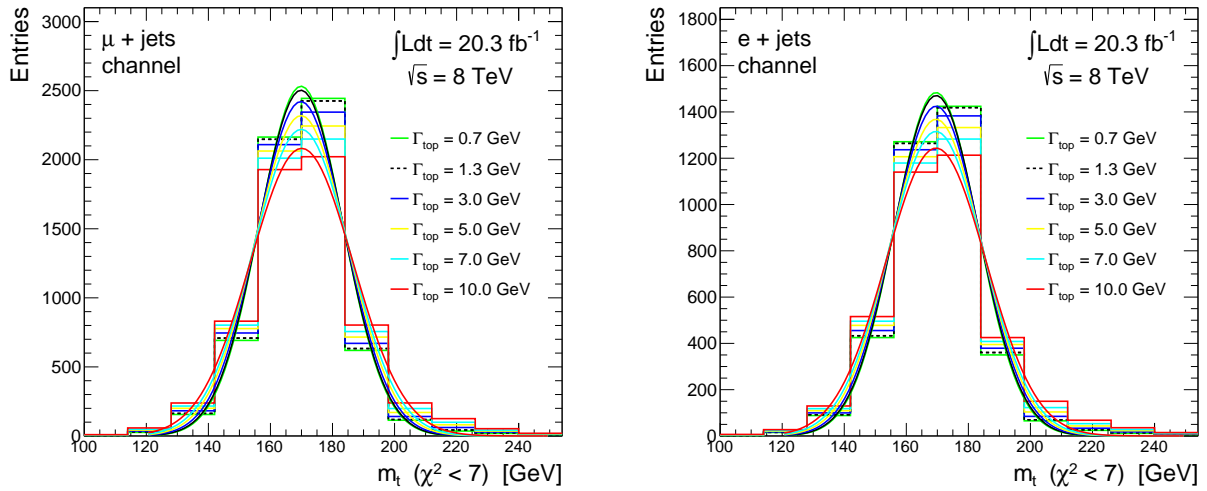 Entries
3000
2500
2000
1500
1000
500
0
μ + jets
channel
∫Ldt = 20.3 fb⁻¹
√s = 8 TeV
Γtop = 0.7 GeV
Γtop = 1.3 GeV
Γtop = 3.0 GeV
Γtop = 5.0 GeV
Γtop = 7.0 GeV
Γtop = 10.0 GeV
100 120 140 160 180 200 220 240
mt (χ² < 7) [GeV]
Entries
1800
1600
1400
1200
1000
800
600
400
200
0
e + jets
channel
∫Ldt = 20.3 fb⁻¹
√s = 8 TeV
Γtop = 0.7 GeV
Γtop = 1.3 GeV
Γtop = 3.0 GeV
Γtop = 5.0 GeV
Γtop = 7.0 GeV
Γtop = 10.0 GeV
100 120 140 160 180 200 220 240
mt (χ² < 7) [GeV]